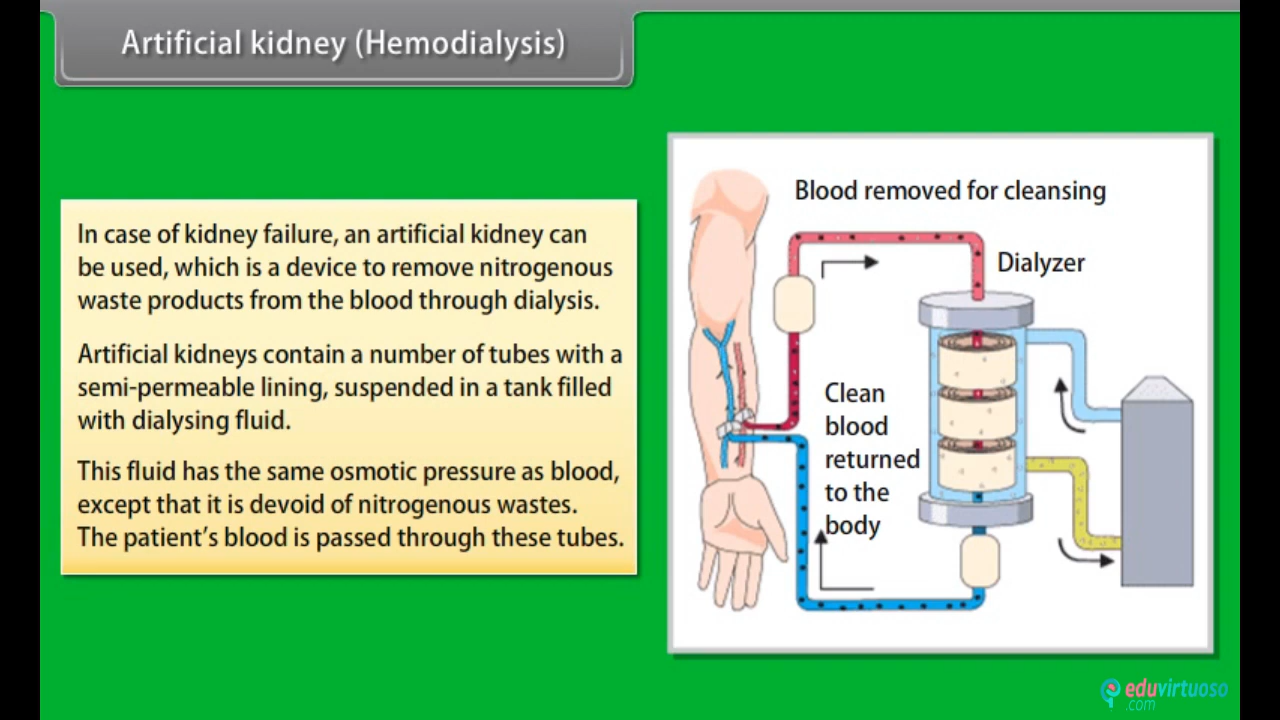 Artificial kidney (Hemodialysis)
In case of kidney failure, an artificial kidney can
be used, which is a device to remove nitrogenous
waste products from the blood through dialysis.
Artificial kidneys contain a number of tubes with a
semi-permeable lining, suspended in a tank filled
with dialysing fluid.
This fluid has the same osmotic pressure as blood,
except that it is devoid of nitrogenous wastes.
The patient's blood is passed through these tubes.
Blood removed for cleansing
Dialyzer
Clean
blood
returned
to the
body
eduvirtuoso
.com